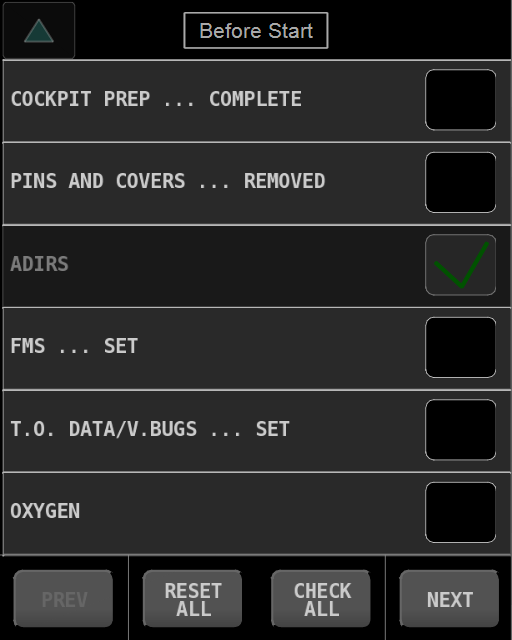 Before Start
COCKPIT PREP ... COMPLETE
PINS AND COVERS ... REMOVED
ADIRS
FMS ... SET
T.O. DATA/V.BUGS ... SET
OXYGEN
PREV
RESET
ALL
CHECK
ALL
NEXT